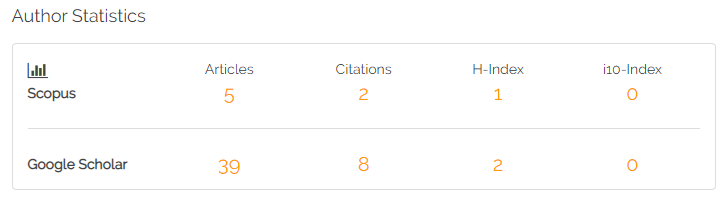 Author Statistics
Articles Citations H-Index i10-Index
Scopus 5 2 1 0
Google Scholar 39 8 2 0